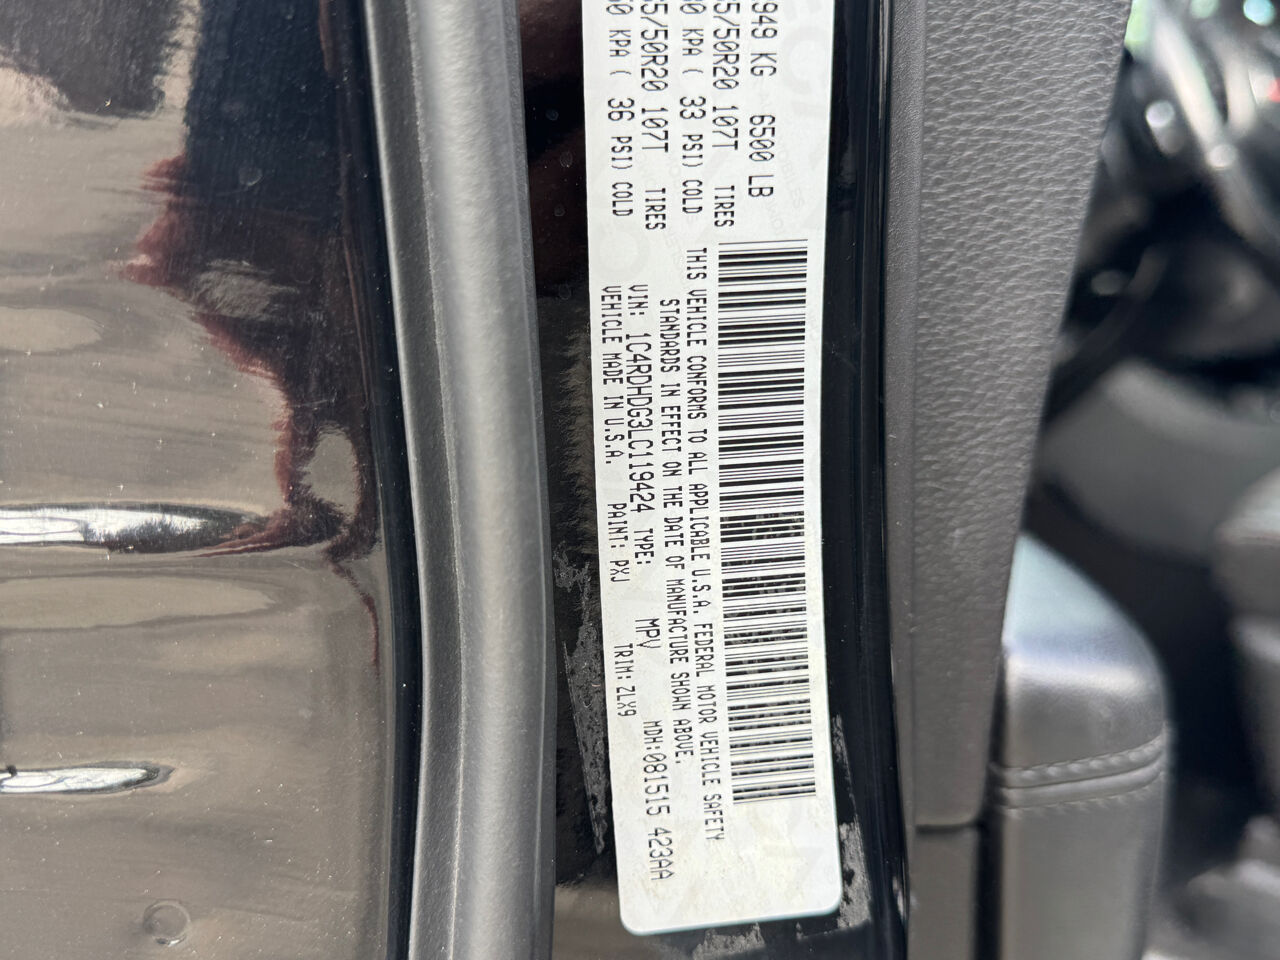 949 KG 6500 LB
5/50R20 107T TIRES
KPA ( 33 PSI) COLD
5/50R20 107T TIRES
KPA ( 36 PSI) COLD
THIS VEHICLE CONFORMS TO ALL APPLICABLE U.S.A. FEDERAL MOTOR VEHICLE SAFETY
STANDARDS IN EFFECT ON THE DATE OF MANUFACTURE SHOWN ABOVE.
VIN: 1C4RDHDG3LC119424 TYPE: MPV MDH:081515 423AA
VEHICLE MADE IN U.S.A. PAINT: PXJ TRIM: ZLX9